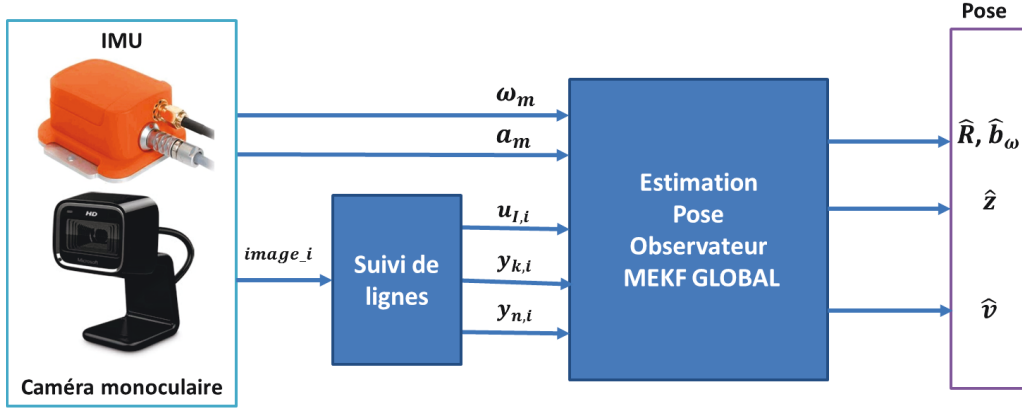 Pose
IMU
HD
Caméra monoculaire
image_i
Suivi de
lignes
ω_m
a_m
u_{I,i}
y_{k,i}
y_{n,i}
Estimation
Pose
Observateur
MEKF GLOBAL
R̂, b̂_ω
ẑ
v̂